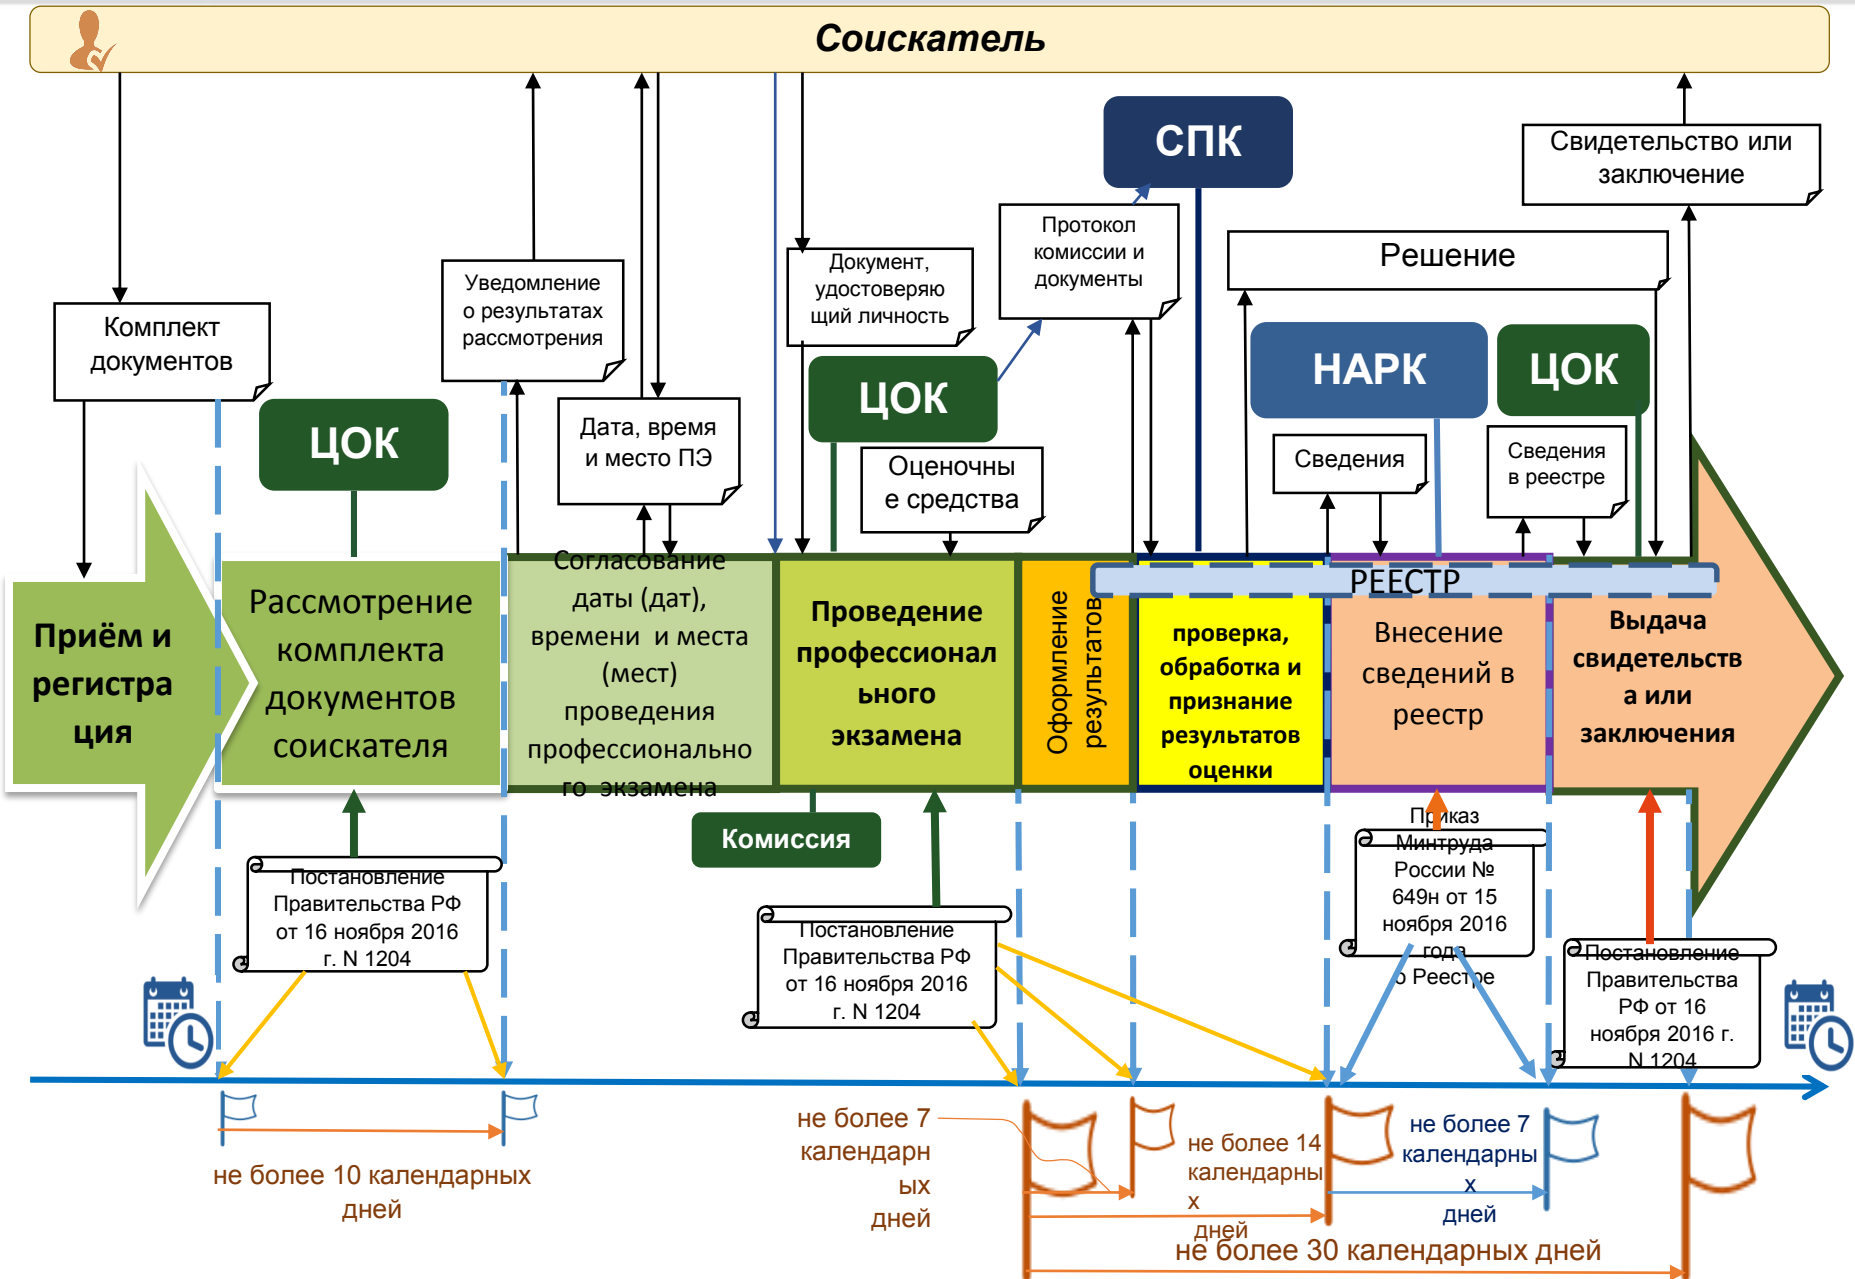 Соискатель
СПК
Свидетельство или
заключение
Протокол
комиссии и
документы
Решение
Документ,
удостоверяю
щий личность
Уведомление
о результатах
рассмотрения
Комплект
документов
ЦОК
НАРК
ЦОК
ЦОК
Дата, время
и место ПЭ
Оценочны
е средства
Сведения
Сведения
в реестре
РЕЕСТР
Приём и
регистра
ция
Рассмотрение
комплекта
документов
соискателя
Согласование
даты (дат),
времени и места
(мест)
проведения
профессионально
го экзамена
Проведение
профессионал
ьного
экзамена
Оформление
результатов
проверка,
обработка и
признание
результатов
оценки
Внесение
сведений в
реестр
Выдача
свидетельств
а или
заключения
Комиссия
Постановление
Правительства РФ
от 16 ноября 2016
г. N 1204
Постановление
Правительства РФ
от 16 ноября 2016
г. N 1204
Приказ
Минтруда
России №
649н от 15
ноября 2016
года
о Реестре
Постановление
Правительства
РФ от 16
ноября 2016 г.
N 1204
не более 10 календарных
дней
не более 7
календарн
ых
дней
не более 14
календарны
х
дней
не более 7
календарны
х
дней
не более 30 календарных дней